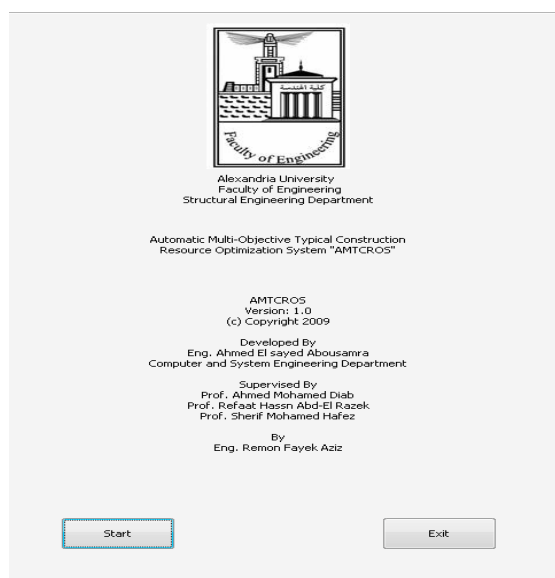 كلية الهندسة
Faculty of Engineering
Alexandria University
Faculty of Engineering
Structural Engineering Department
Automatic Multi-Objective Typical Construction
Resource Optimization System "AMTCROS"
AMTCROS
Version: 1.0
(c) Copyright 2009
Developed By
Eng. Ahmed El sayed Abousamra
Computer and System Engineering Department
Supervised By
Prof. Ahmed Mohamed Diab
Prof. Refaat Hassn Abd-El Razek
Prof. Sherif Mohamed Hafez
By
Eng. Remon Fayek Aziz
Start
Exit